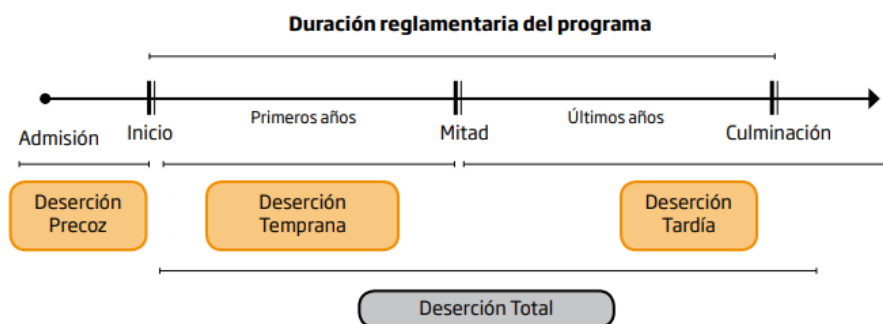 Duración reglamentaria del programa
Admisión
Inicio
Primeros años
Mitad
Últimos años
Culminación
Deserción
Precoz
Deserción
Temprana
Deserción
Tardía
Deserción Total